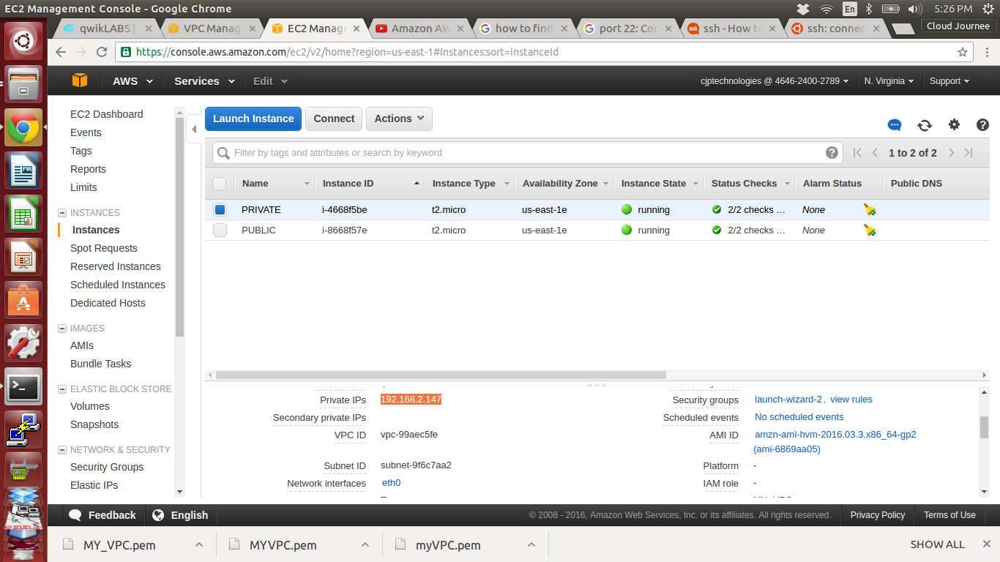 EC2 Management Console - Google Chrome
En
5:26 PM
qwikLABS |
VPC Manag
EC2 Manag
Amazon AW
how to find
port 22: Con
ssh - How to
ssh: connec
Cloud Journee
https://console.aws.amazon.com/ec2/v2/home?region=us-east-1#Instances:sort=instanceId
AWS
Services
Edit
cjptechnologies @ 4646-2400-2789
N. Virginia
Support
EC2 Dashboard
Events
Tags
Reports
Limits
INSTANCES
Instances
Spot Requests
Reserved Instances
Scheduled Instances
Dedicated Hosts
IMAGES
AMIs
Bundle Tasks
ELASTIC BLOCK STORE
Volumes
Snapshots
NETWORK & SECURITY
Security Groups
Elastic IPs
Launch Instance
Connect
Actions
Filter by tags and attributes or search by keyword
1 to 2 of 2
Name Instance ID Instance Type Availability Zone Instance State Status Checks Alarm Status Public DNS
PRIVATE i-4668f5be t2.micro us-east-1e running 2/2 checks ... None
PUBLIC i-8668f57e t2.micro us-east-1e running 2/2 checks ... None
Private IPs 192.168.2.147
Secondary private IPs
VPC ID vpc-99aec5fe
Subnet ID subnet-9f6c7aa2
Network interfaces eth0
Security groups launch-wizard-2. view rules
Scheduled events No scheduled events
AMI ID amzn-ami-hvm-2016.03.3.x86_64-gp2
(ami-6869aa05)
Platform -
IAM role -
Feedback
English
© 2008 - 2016, Amazon Web Services, Inc. or its affiliates. All rights reserved.
Privacy Policy
Terms of Use
MY_VPC.pem
MYVPC.pem
myVPC.pem
SHOW ALL